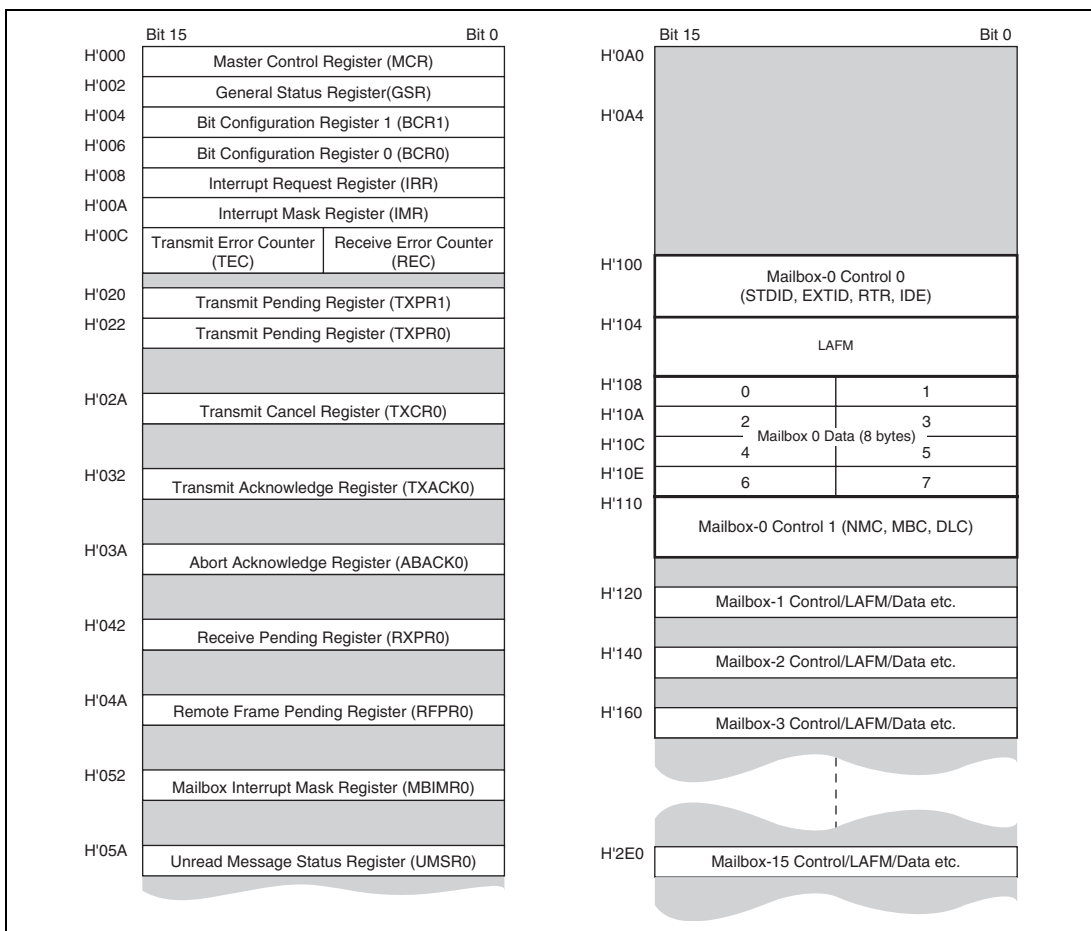 Bit 15 Bit 0
H'000 Master Control Register (MCR)
H'002 General Status Register(GSR)
H'004 Bit Configuration Register 1 (BCR1)
H'006 Bit Configuration Register 0 (BCR0)
H'008 Interrupt Request Register (IRR)
H'00A Interrupt Mask Register (IMR)
H'00C Transmit Error Counter Receive Error Counter
(TEC) (REC)
H'020 Transmit Pending Register (TXPR1)
H'022 Transmit Pending Register (TXPR0)
H'02A Transmit Cancel Register (TXCR0)
H'032 Transmit Acknowledge Register (TXACK0)
H'03A Abort Acknowledge Register (ABACK0)
H'042 Receive Pending Register (RXPR0)
H'04A Remote Frame Pending Register (RFPR0)
H'052 Mailbox Interrupt Mask Register (MBIMR0)
H'05A Unread Message Status Register (UMSR0)
Bit 15 Bit 0
H'0A0
H'0A4
H'100 Mailbox-0 Control 0
(STDID, EXTID, RTR, IDE)
H'104 LAFM
H'108 0 1
H'10A 2 3
Mailbox 0 Data (8 bytes)
H'10C 4 5
H'10E 6 7
H'110 Mailbox-0 Control 1 (NMC, MBC, DLC)
H'120 Mailbox-1 Control/LAFM/Data etc.
H'140 Mailbox-2 Control/LAFM/Data etc.
H'160 Mailbox-3 Control/LAFM/Data etc.
H'2E0 Mailbox-15 Control/LAFM/Data etc.